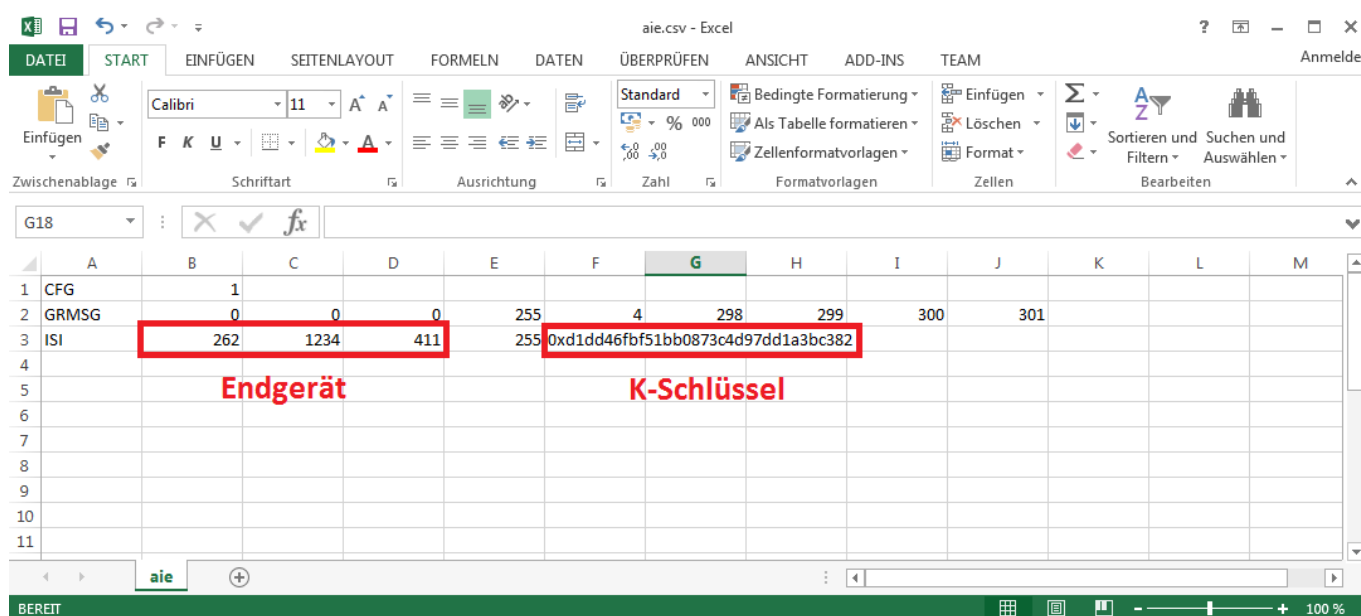 aie.csv - Excel
DATEI START EINFÜGEN SEITENLAYOUT FORMELN DATEN ÜBERPRÜFEN ANSICHT ADD-INS TEAM Anmelde
Einfügen
Calibri 11
F K U
Standard
% 000
Bedingte Formatierung
Als Tabelle formatieren
Zellenformatvorlagen
Einfügen
Löschen
Format
Sortieren und Filtern
Suchen und Auswählen
Zwischenablage Schriftart Ausrichtung Zahl Formatvorlagen Zellen Bearbeiten
G18 fx
A B C D E F G H I J K L M
1 CFG 1
2 GRMSG 0 0 0 255 4 298 299 300 301
3 ISI 262 1234 411 255 0xd1dd46fbf51bb0873c4d97dd1a3bc382
4
5 Endgerät K-Schlüssel
6
7
8
9
10
11
aie
BEREIT 100 %